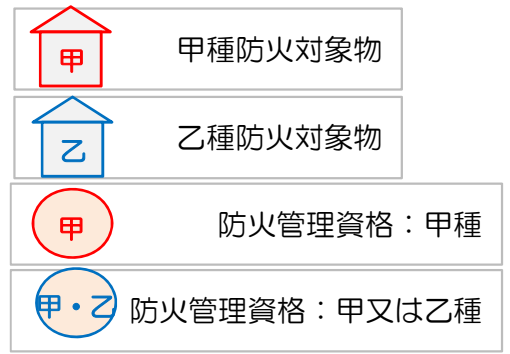 甲 甲種防火対象物
乙 乙種防火対象物
甲 防火管理資格：甲種
甲・乙 防火管理資格：甲又は乙種